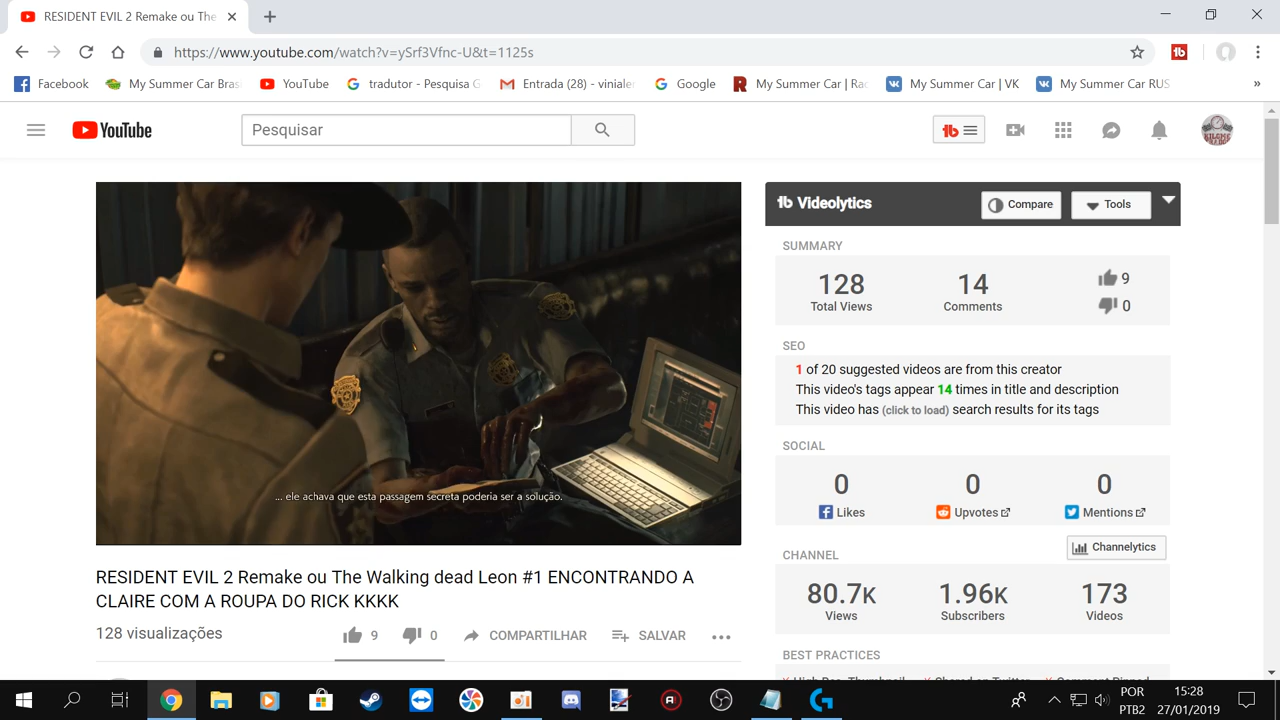 RESIDENT EVIL 2 Remake ou The
https://www.youtube.com/watch?v=ySrf3Vfnc-U&t=1125s
Facebook
My Summer Car Bras
YouTube
tradutor - Pesquisa G
Entrada (28) - viniale
Google
My Summer Car | Ra
My Summer Car | VK
My Summer Car RUS
»
YouTube
Pesquisar
tb
tb Videolytics
Compare
Tools
SUMMARY
128
14
9
Total Views
Comments
0
SEO
1 of 20 suggested videos are from this creator
This video's tags appear 14 times in title and description
This video has (click to load) search results for its tags
SOCIAL
0
0
0
Likes
Upvotes
Mentions
... ele achava que esta passagem secreta poderia ser a solução.
CHANNEL
Channelytics
80.7K
1.96K
173
Views
Subscribers
Videos
BEST PRACTICES
RESIDENT EVIL 2 Remake ou The Walking dead Leon #1 ENCONTRANDO A
CLAIRE COM A ROUPA DO RICK KKKK
128 visualizações
9
0
COMPARTILHAR
SALVAR
POR
PTB2
15:28
27/01/2019